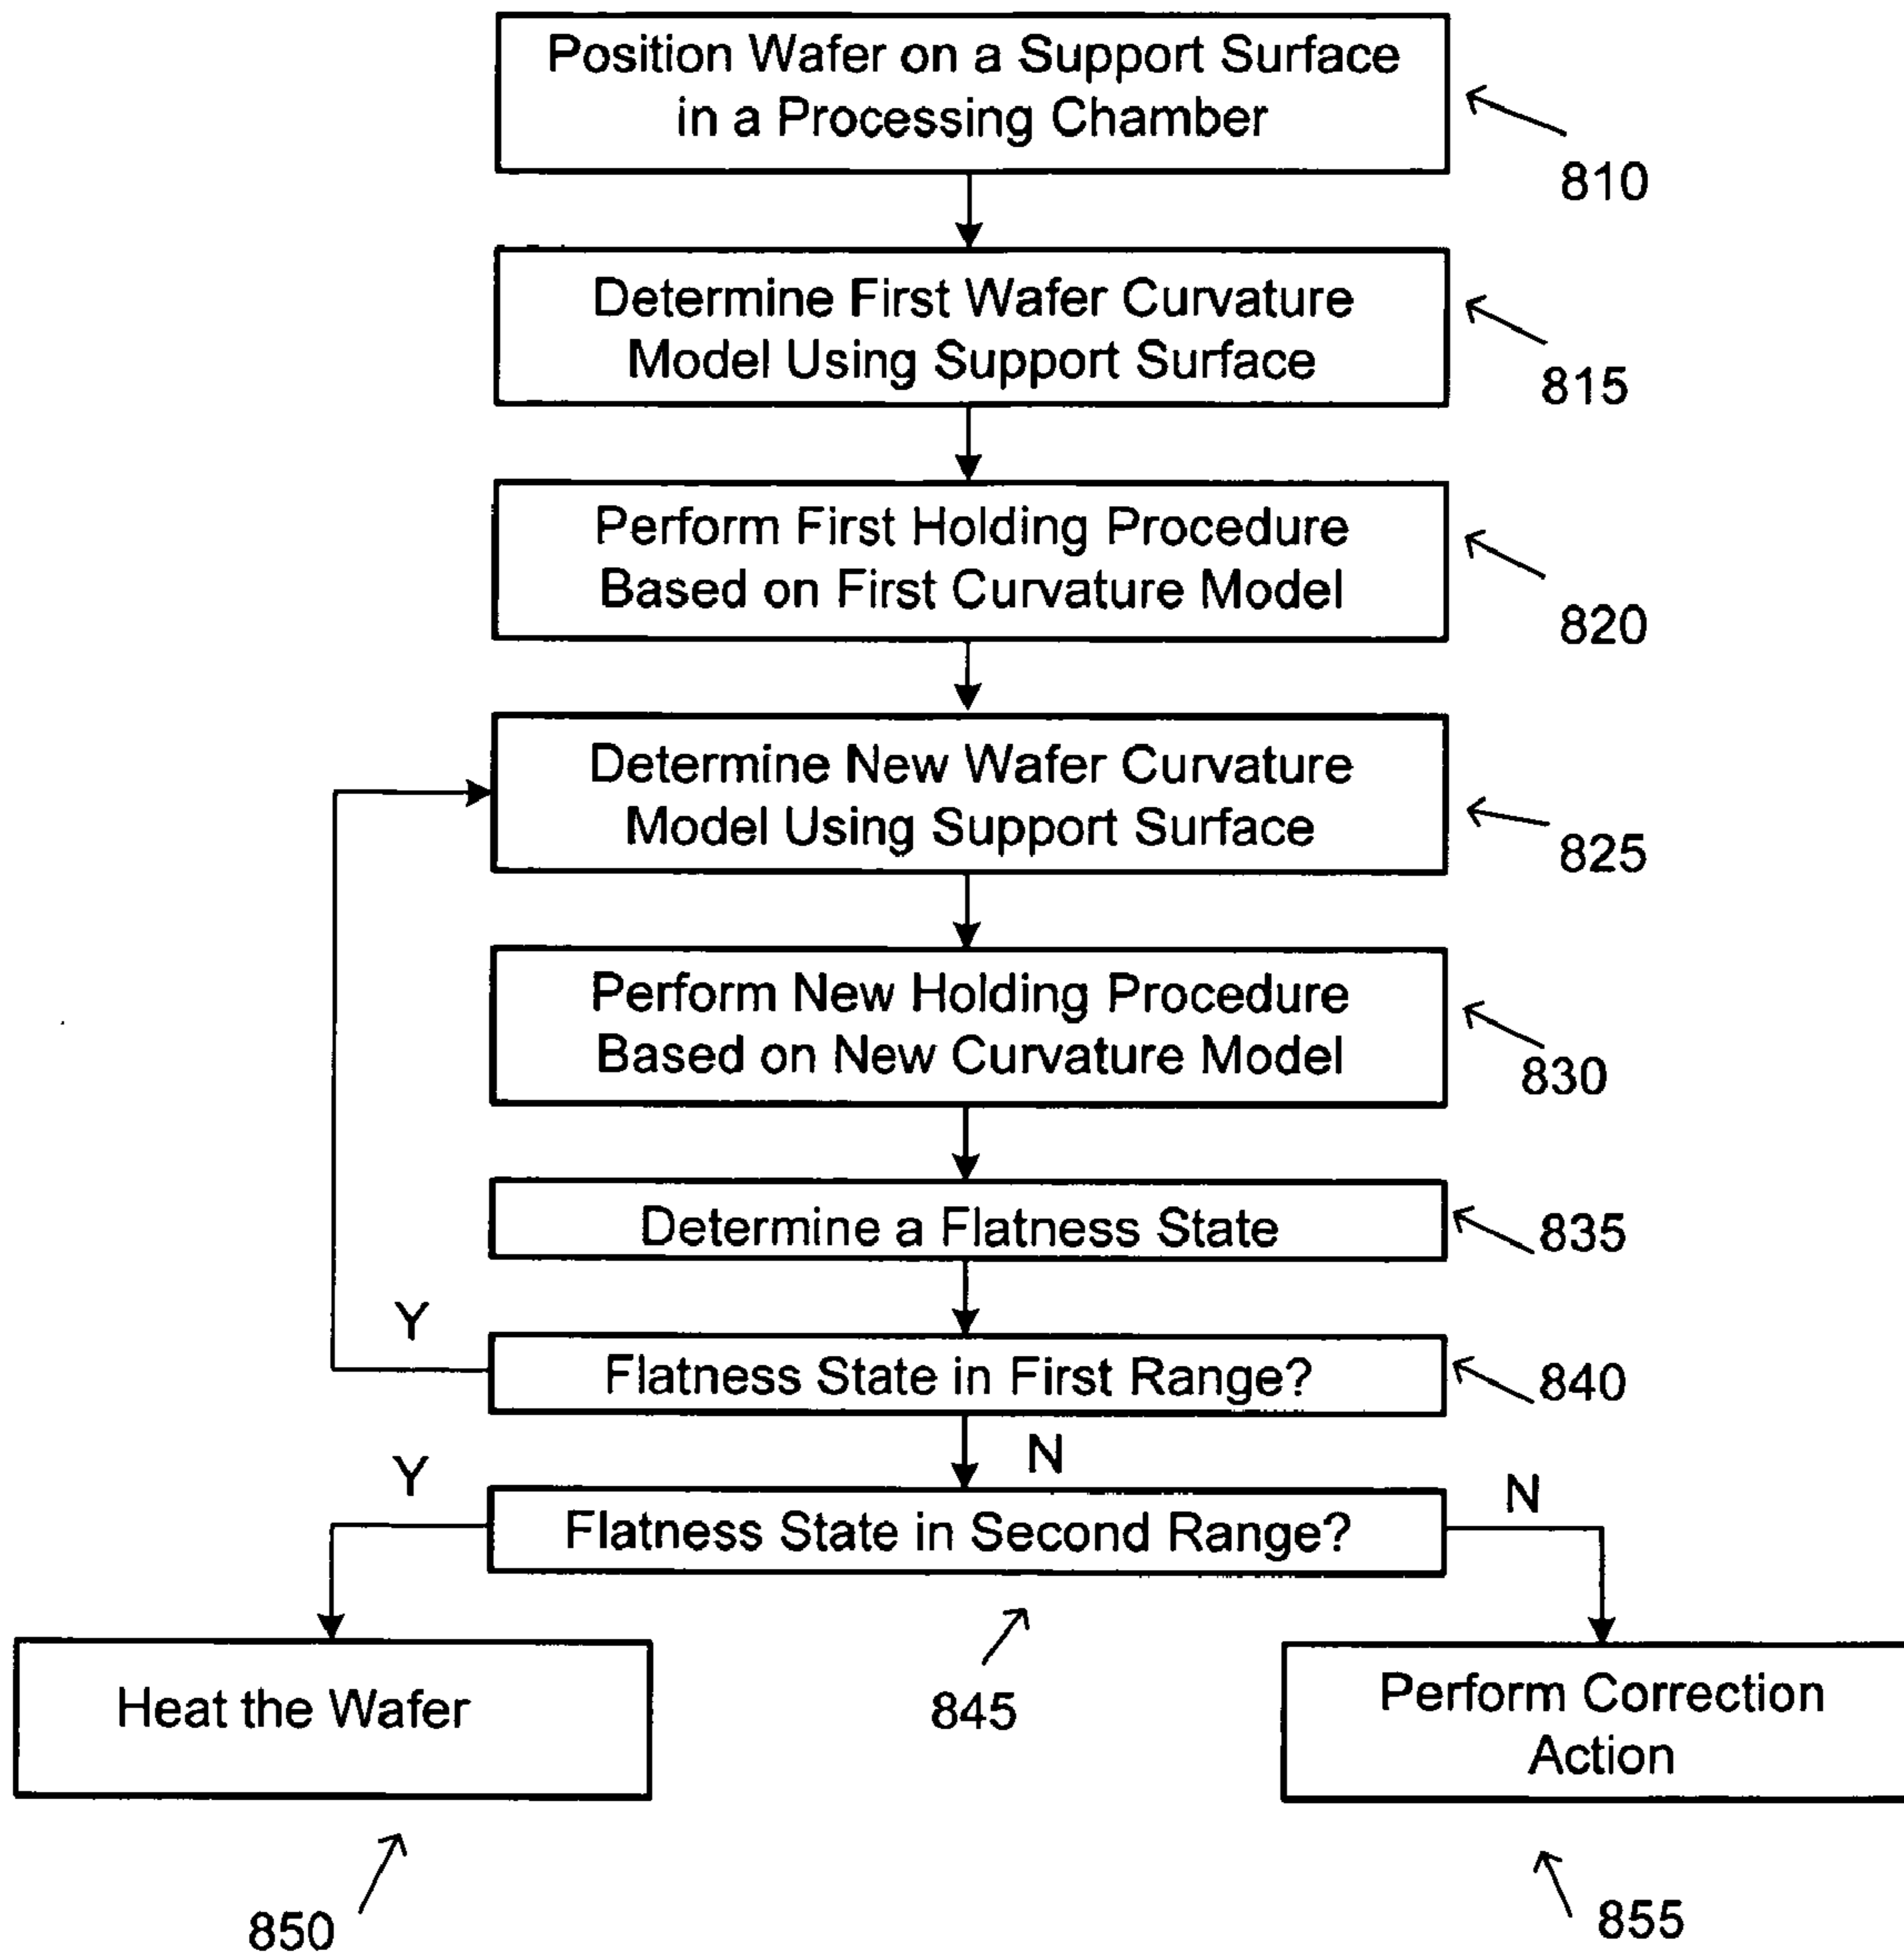 Position Wafer on a Support Surface
in a Processing Chamber
810
Determine First Wafer Curvature
Model Using Support Surface
815
Perform First Holding Procedure
Based on First Curvature Model
820
Determine New Wafer Curvature
Model Using Support Surface
825
Perform New Holding Procedure
Based on New Curvature Model
830
Determine a Flatness State
835
Y
Flatness State in First Range?
840
N
Y
Flatness State in Second Range?
N
845
Heat the Wafer
850
Perform Correction
Action
855